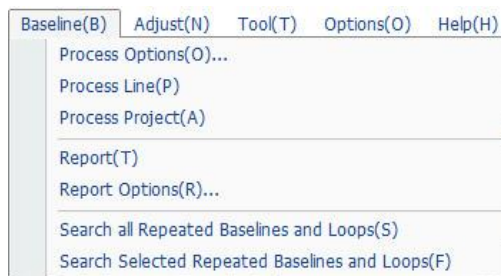 Baseline(B) Adjust(N) Tool(T) Options(O) Help(H)
Process Options(O)...
Process Line(P)
Process Project(A)
Report(T)
Report Options(R)...
Search all Repeated Baselines and Loops(S)
Search Selected Repeated Baselines and Loops(F)